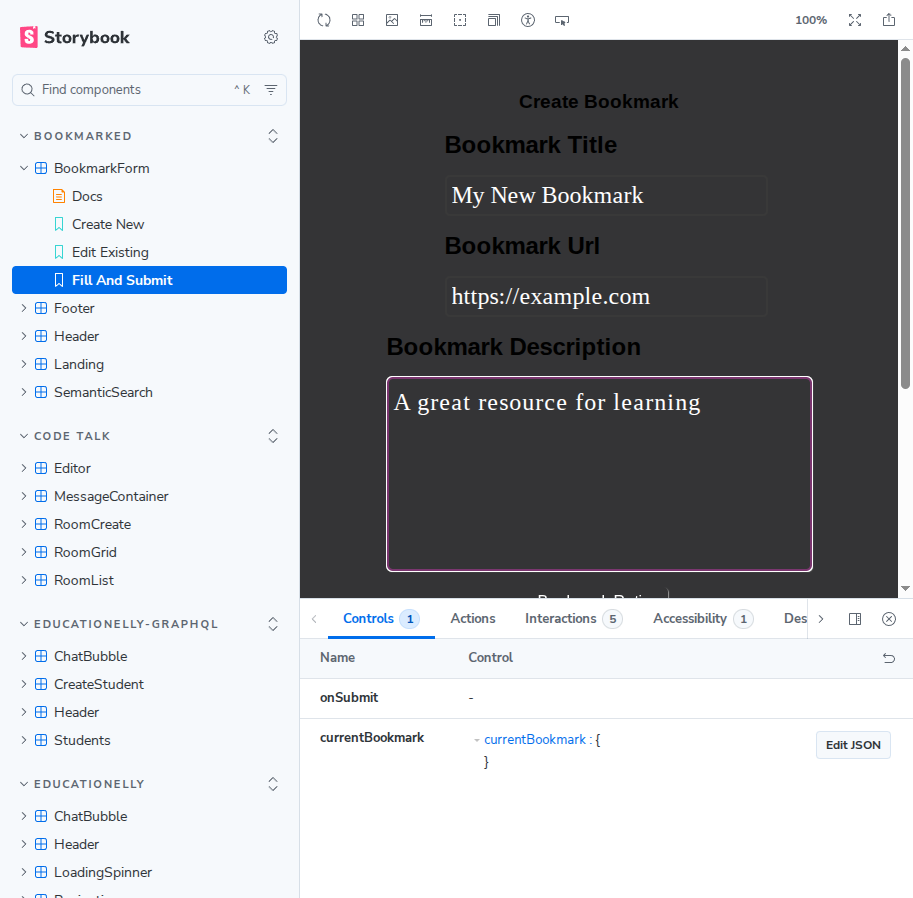 Storybook
Find components
^ K
BOOKMARKED
BookmarkForm
Docs
Create New
Edit Existing
Fill And Submit
Footer
Header
Landing
SemanticSearch
CODE TALK
Editor
MessageContainer
RoomCreate
RoomGrid
RoomList
EDUCATIONELLY-GRAPHQL
ChatBubble
CreateStudent
Header
Students
EDUCATIONELLY
ChatBubble
Header
LoadingSpinner
100%
Create Bookmark
Bookmark Title
My New Bookmark
Bookmark Url
https://example.com
Bookmark Description
A great resource for learning
Controls 1 Actions Interactions 5 Accessibility 1 Des
Name Control
onSubmit -
currentBookmark currentBookmark : {
}
Edit JSON